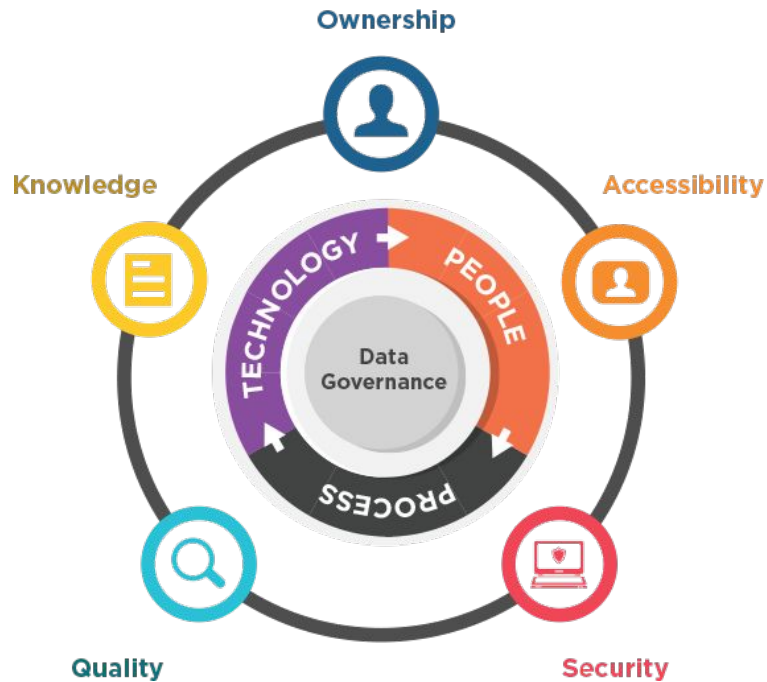 Ownership
Knowledge
Accessibility
TECHNOLOGY
PEOPLE
Data
Governance
PROCESS
Quality
Security